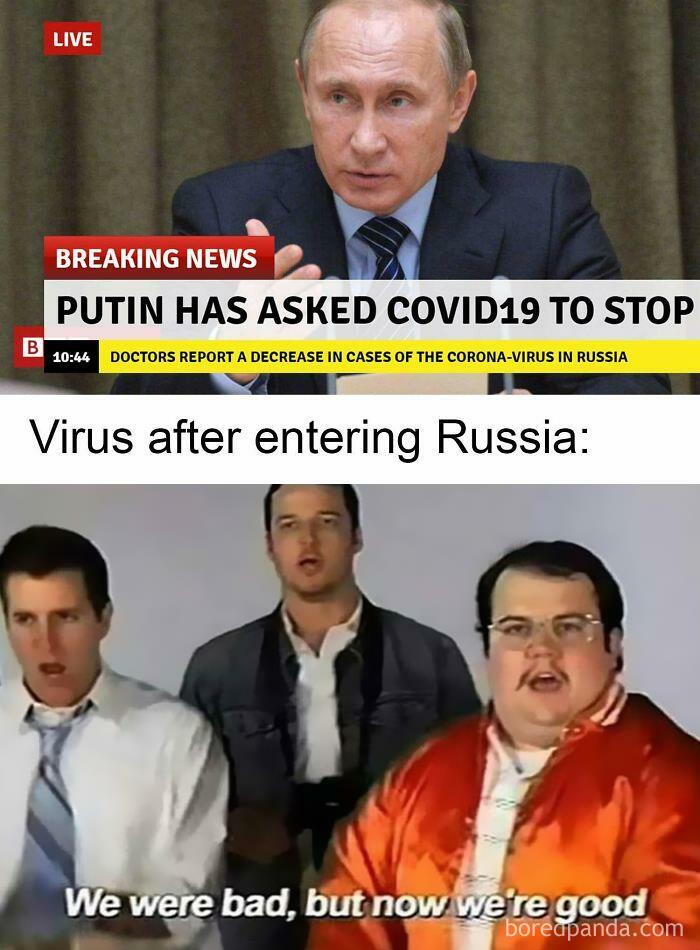 LIVE
BREAKING NEWS
PUTIN HAS ASKED COVID19 TO STOP
B
10:44
DOCTORS REPORT A DECREASE IN CASES OF THE CORONA-VIRUS IN RUSSIA
Virus after entering Russia:
We were bad, but now we're good
boredpanda.com